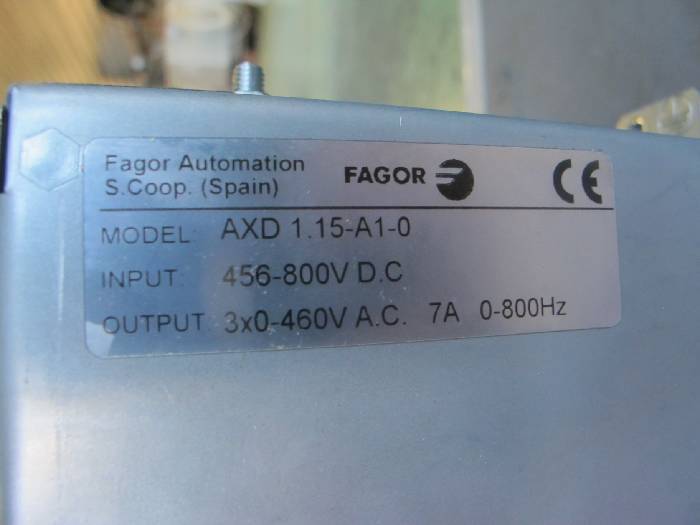 Fagor Automation
S.Coop. (Spain)
FAGOR
CE
MODEL: AXD 1.15-A1-0
INPUT: 456-800V D.C
OUTPUT 3x0-460V A.C. 7A 0-800Hz